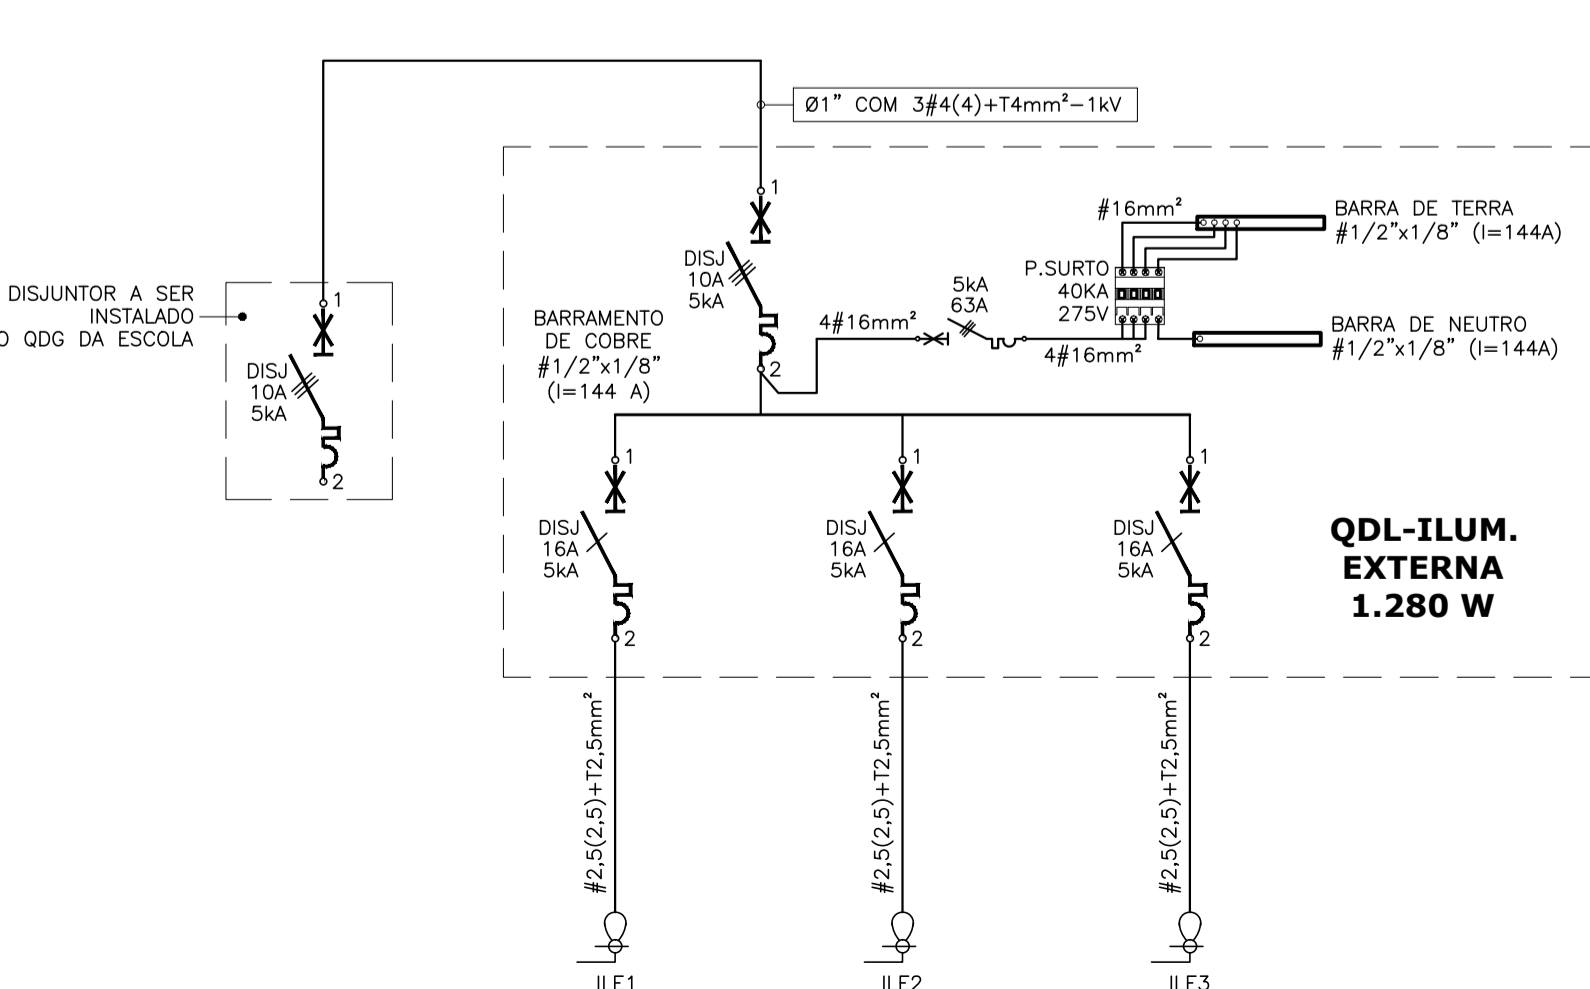 Ø1” COM 3#4(4)+T4mm²-1kV
1
#16mm²
BARRA DE TERRA
#1/2”x1/8” (I=144A)
DISJ
10A
5kA
P.SURTO
40KA
275V
5kA
63A
DISJUNTOR A SER
INSTALADO
QDG DA ESCOLA
1
BARRAMENTO
DE COBRE
#1/2”x1/8”
(I=144 A)
4#16mm²
4#16mm²
BARRA DE NEUTRO
#1/2”x1/8” (I=144A)
2
DISJ
10A
5kA
2
1
1
1
DISJ
16A
5kA
DISJ
16A
5kA
DISJ
16A
5kA
QDL-ILUM.
EXTERNA
1.280 W
2
2
2
#2,5(2,5)+T2,5mm²
#2,5(2,5)+T2,5mm²
#2,5(2,5)+T2,5mm²